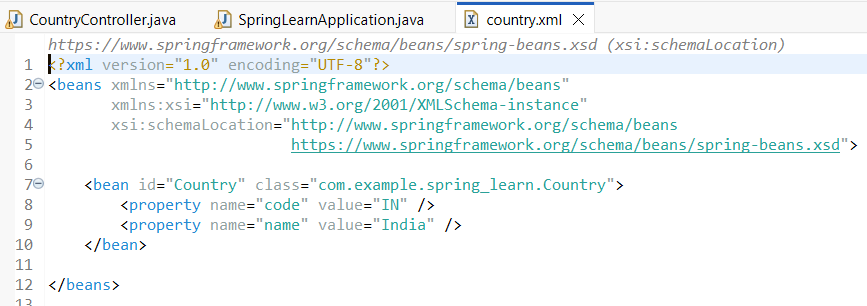 CountryController.java SpringLearnApplication.java country.xml
https://www.springframework.org/schema/beans/spring-beans.xsd (xsi:schemaLocation)
1 <?xml version="1.0" encoding="UTF-8"?>
2 <beans xmlns="http://www.springframework.org/schema/beans"
3 xmlns:xsi="http://www.w3.org/2001/XMLSchema-instance"
4 xsi:schemaLocation="http://www.springframework.org/schema/beans
5 https://www.springframework.org/schema/beans/spring-beans.xsd">
6
7 <bean id="Country" class="com.example.spring_learn.Country">
8 <property name="code" value="IN" />
9 <property name="name" value="India" />
10 </bean>
11
12 </beans>
13